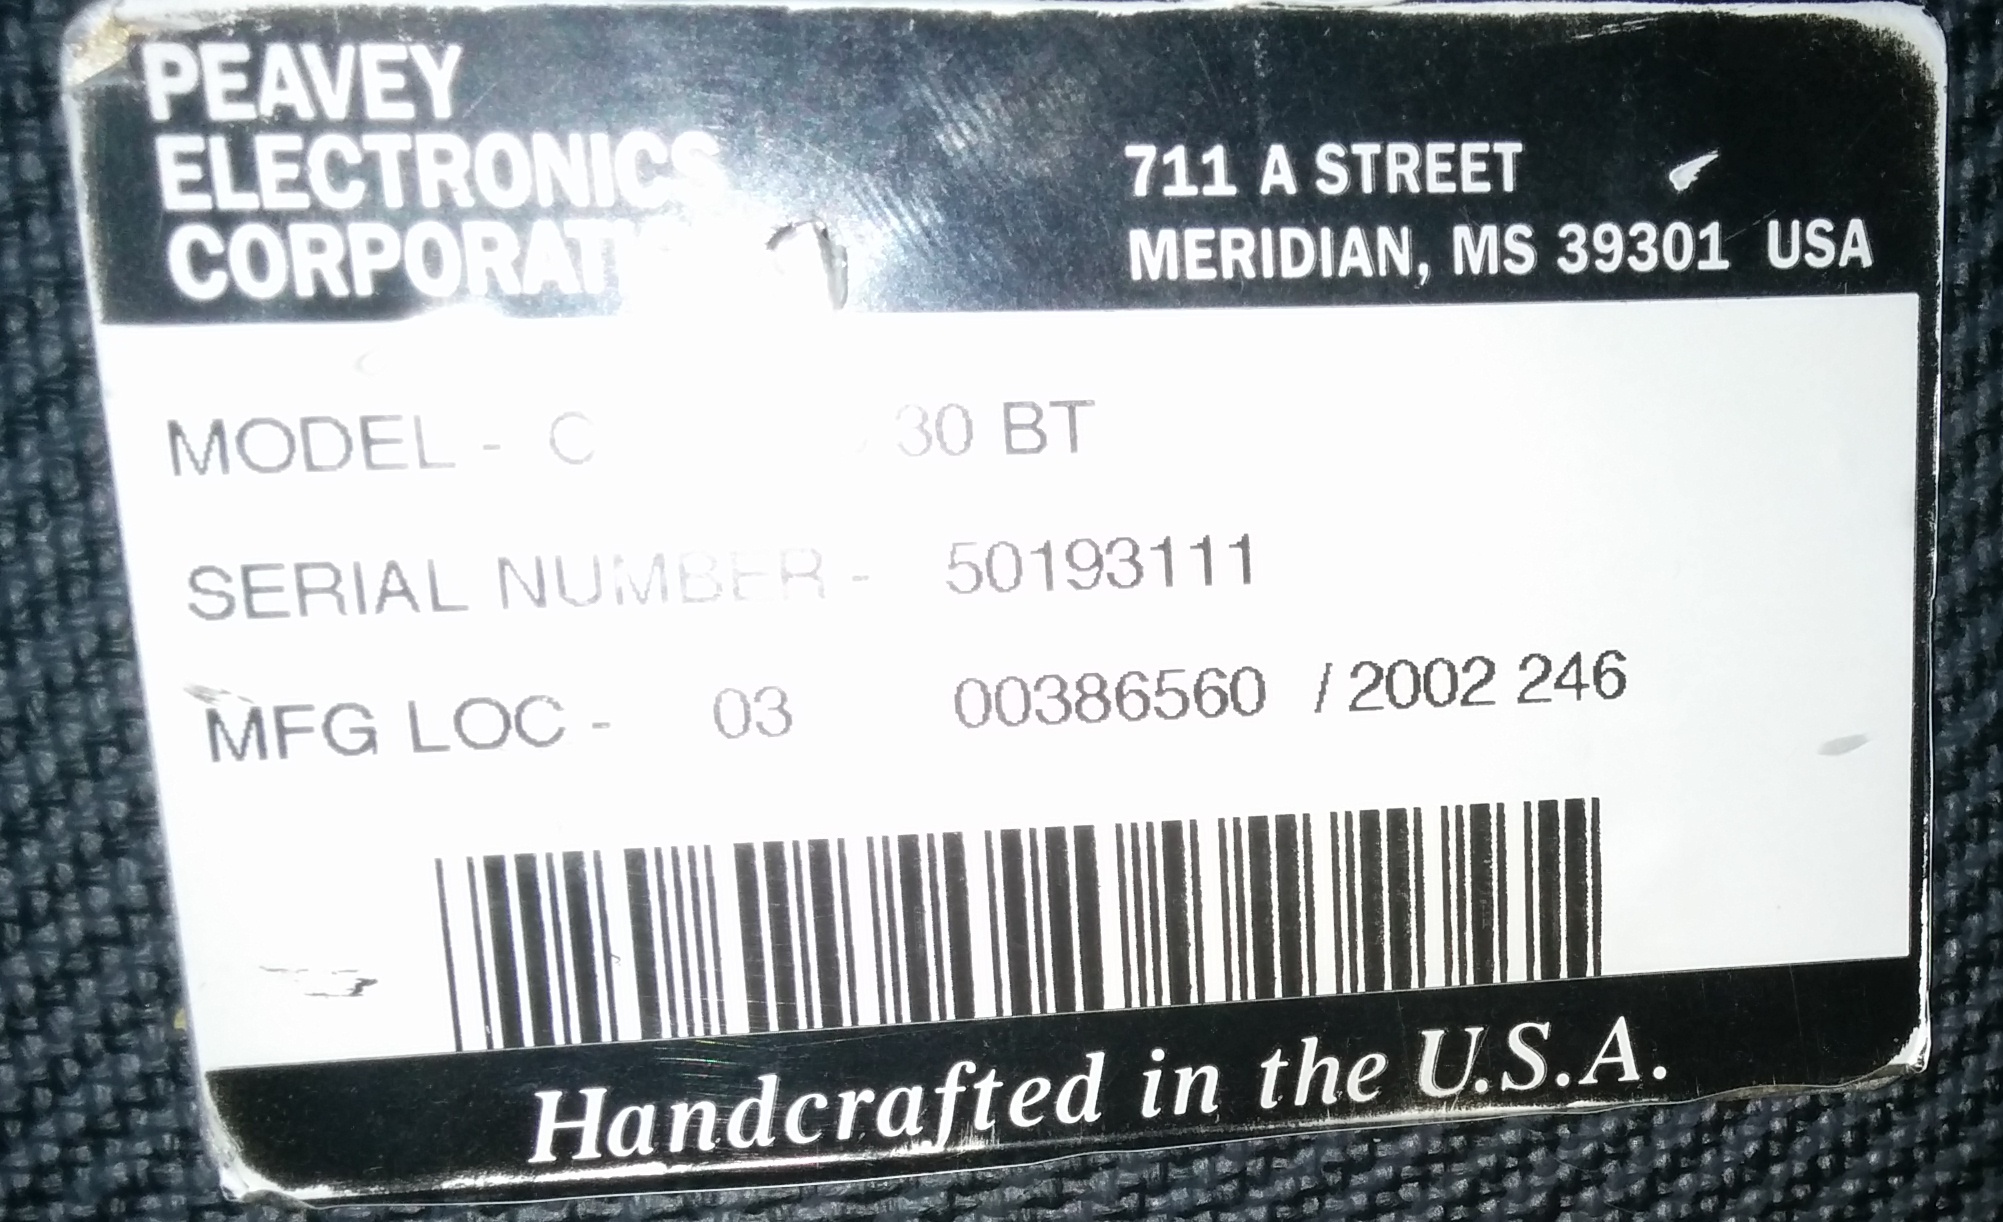 PEAVEY
ELECTRONICS
711 A STREET
MERIDIAN, MS 39301 USA
MODEL - 30 BT
SERIAL NUMBER - 50193111
MFG LOC - 03 00386560 / 2002 246
Handcrafted in the U.S.A.